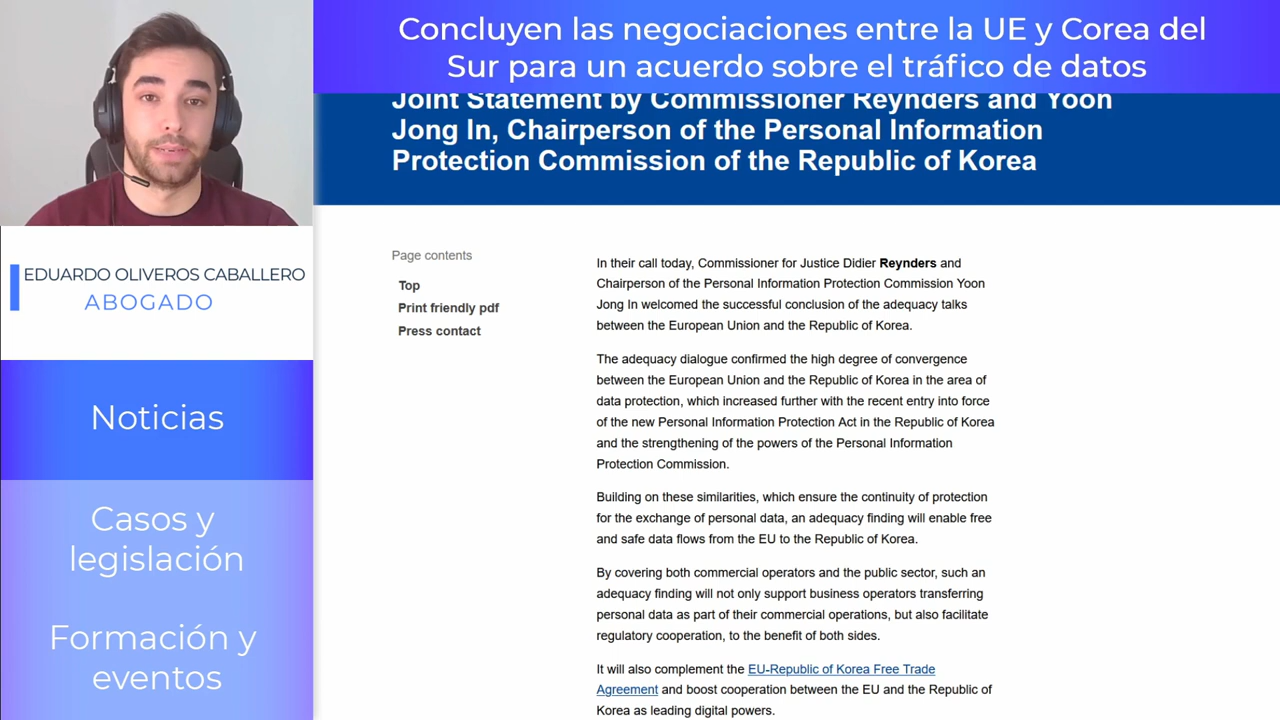 Concluyen las negociaciones entre la UE y Corea del
Sur para un acuerdo sobre el tráfico de datos
Joint Statement by Commissioner Reynders and Yoon
Jong In, Chairperson of the Personal Information
Protection Commission of the Republic of Korea
EDUARDO OLIVEROS CABALLERO
ABOGADO
Noticias
Casos y
legislación
Formación y
eventos
Page contents
Top
Print friendly pdf
Press contact
In their call today, Commissioner for Justice Didier Reynders and
Chairperson of the Personal Information Protection Commission Yoon
Jong In welcomed the successful conclusion of the adequacy talks
between the European Union and the Republic of Korea.
The adequacy dialogue confirmed the high degree of convergence
between the European Union and the Republic of Korea in the area of
data protection, which increased further with the recent entry into force
of the new Personal Information Protection Act in the Republic of Korea
and the strengthening of the powers of the Personal Information
Protection Commission.
Building on these similarities, which ensure the continuity of protection
for the exchange of personal data, an adequacy finding will enable free
and safe data flows from the EU to the Republic of Korea.
By covering both commercial operators and the public sector, such an
adequacy finding will not only support business operators transferring
personal data as part of their commercial operations, but also facilitate
regulatory cooperation, to the benefit of both sides.
It will also complement the EU-Republic of Korea Free Trade
Agreement and boost cooperation between the EU and the Republic of
Korea as leading digital powers.